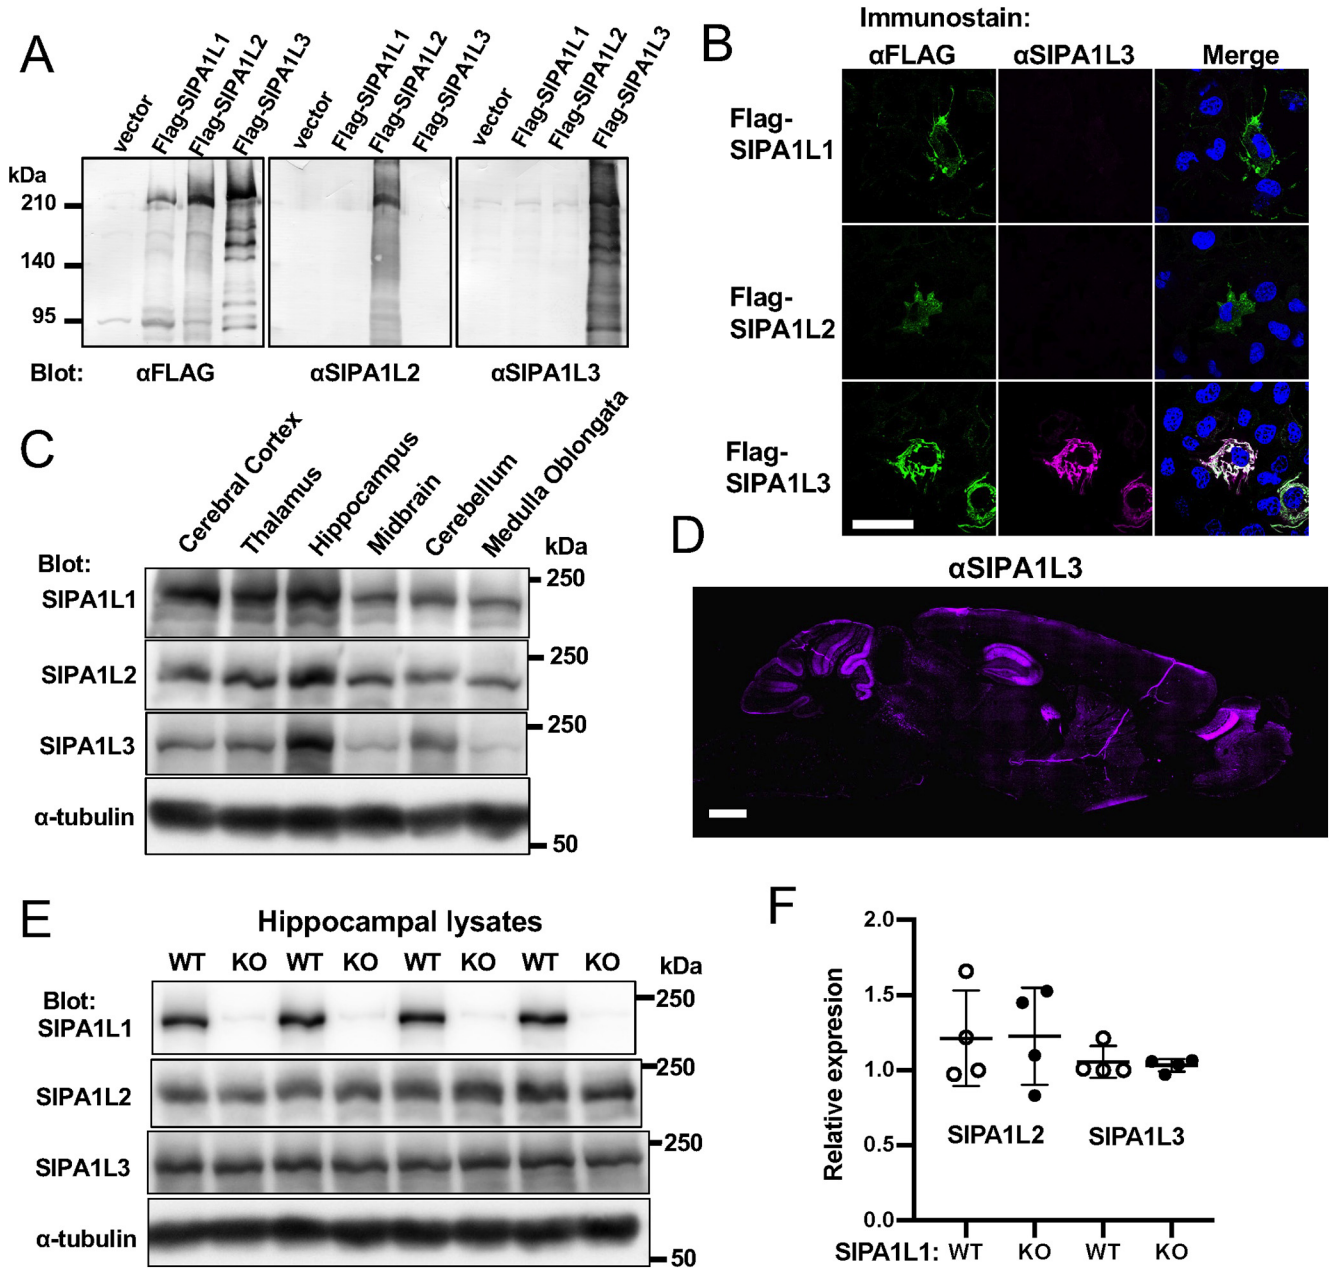 A
vector
Flag-SIPA1L1
Flag-SIPA1L2
Flag-SIPA1L3
vector
Flag-SIPA1L1
Flag-SIPA1L2
Flag-SIPA1L3
vector
Flag-SIPA1L1
Flag-SIPA1L2
Flag-SIPA1L3
kDa
210
140
95
Blot: αFLAG αSIPA1L2 αSIPA1L3
B
Immunostain:
αFLAG αSIPA1L3 Merge
Flag-
SIPA1L1
Flag-
SIPA1L2
Flag-
SIPA1L3
C
Cerebral Cortex
Thalamus
Hippocampus
Midbrain
Cerebellum
Medulla Oblongata
kDa
Blot:
SIPA1L1
250
SIPA1L2
250
SIPA1L3
250
α-tubulin
50
D
αSIPA1L3
E
Hippocampal lysates
WT KO WT KO WT KO WT KO
kDa
Blot:
SIPA1L1
250
SIPA1L2
250
SIPA1L3
250
α-tubulin
50
F
Relative expresion
2.0
1.5
1.0
0.5
0.0
SIPA1L2 SIPA1L3
SIPA1L1: WT KO WT KO